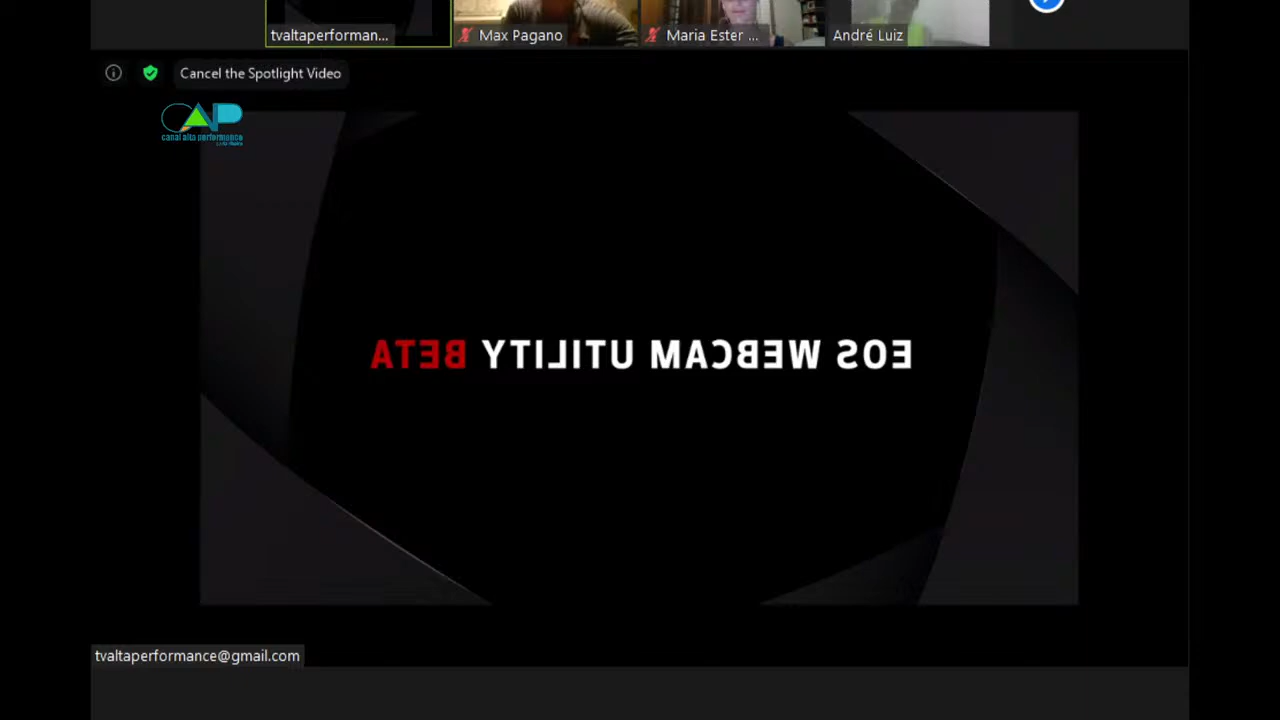 tvaltaperforman...
Max Pagano
Maria Ester ...
André Luiz
Cancel the Spotlight Video
CAP
canal alta performance
EOS WEBCAM UTILITY BETA
tvaltaperformance@gmail.com